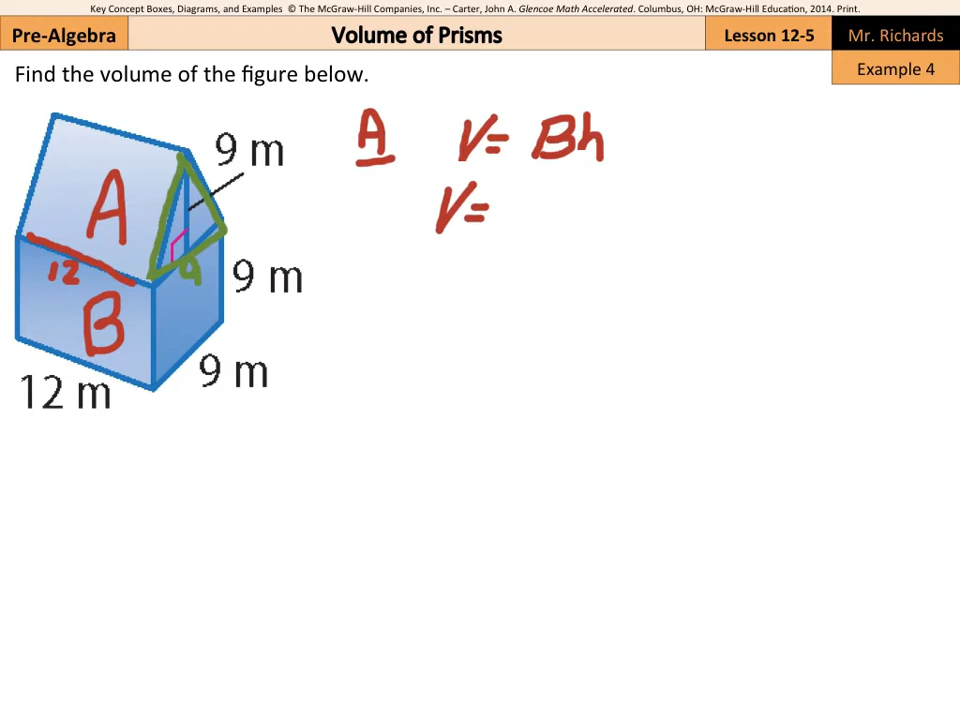 Key Concept Boxes, Diagrams, and Examples © The McGraw-Hill Companies, Inc. – Carter, John A. Glencoe Math Accelerated. Columbus, OH: McGraw-Hill Education, 2014. Print.
Pre-Algebra
Volume of Prisms
Lesson 12-5
Mr. Richards
Example 4
Find the volume of the figure below.
9 m
A V= Bh
A
V=
12
9
9 m
B
9 m
12 m